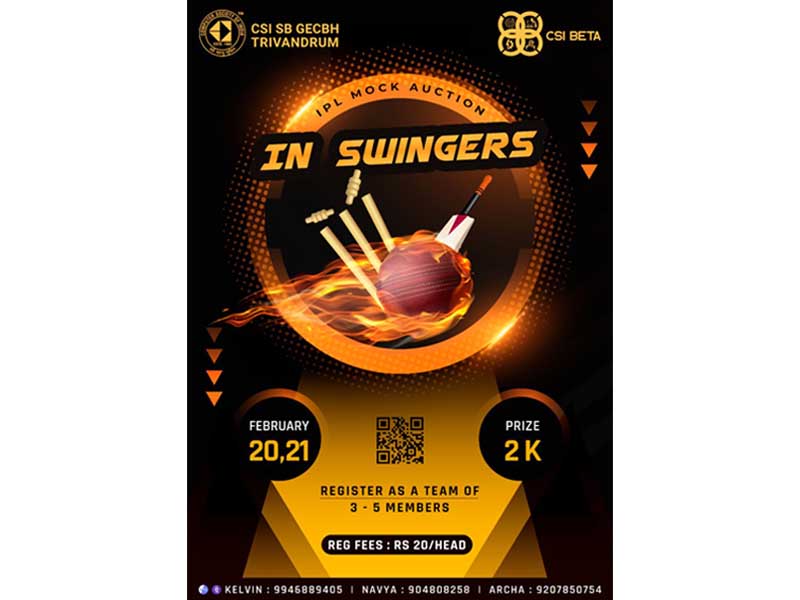 CSI SB GECBH
TRIVANDRUM
CSI BETA
IPL MOCK AUCTION
IN SWINGERS
FEBRUARY
20,21
PRIZE
2 K
REGISTER AS A TEAM OF
3 - 5 MEMBERS
REG FEES : RS 20/HEAD
KELVIN : 9946889405 | NAVYA : 904808258 | ARCHA : 9207850754